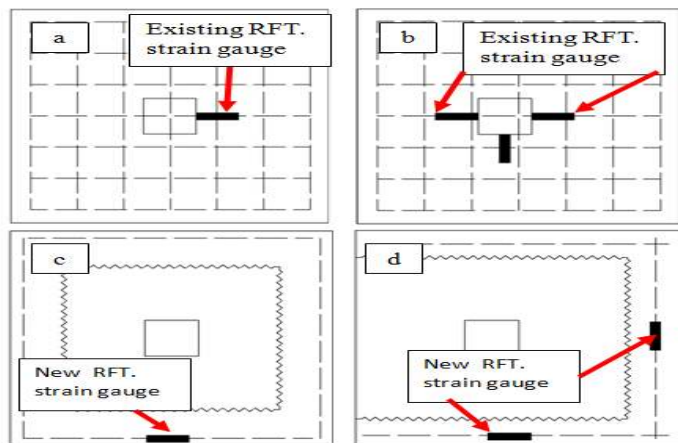 a
Existing RFT.
strain gauge
b
Existing RFT.
strain gauge
c
New RFT.
strain gauge
d
New RFT.
strain gauge